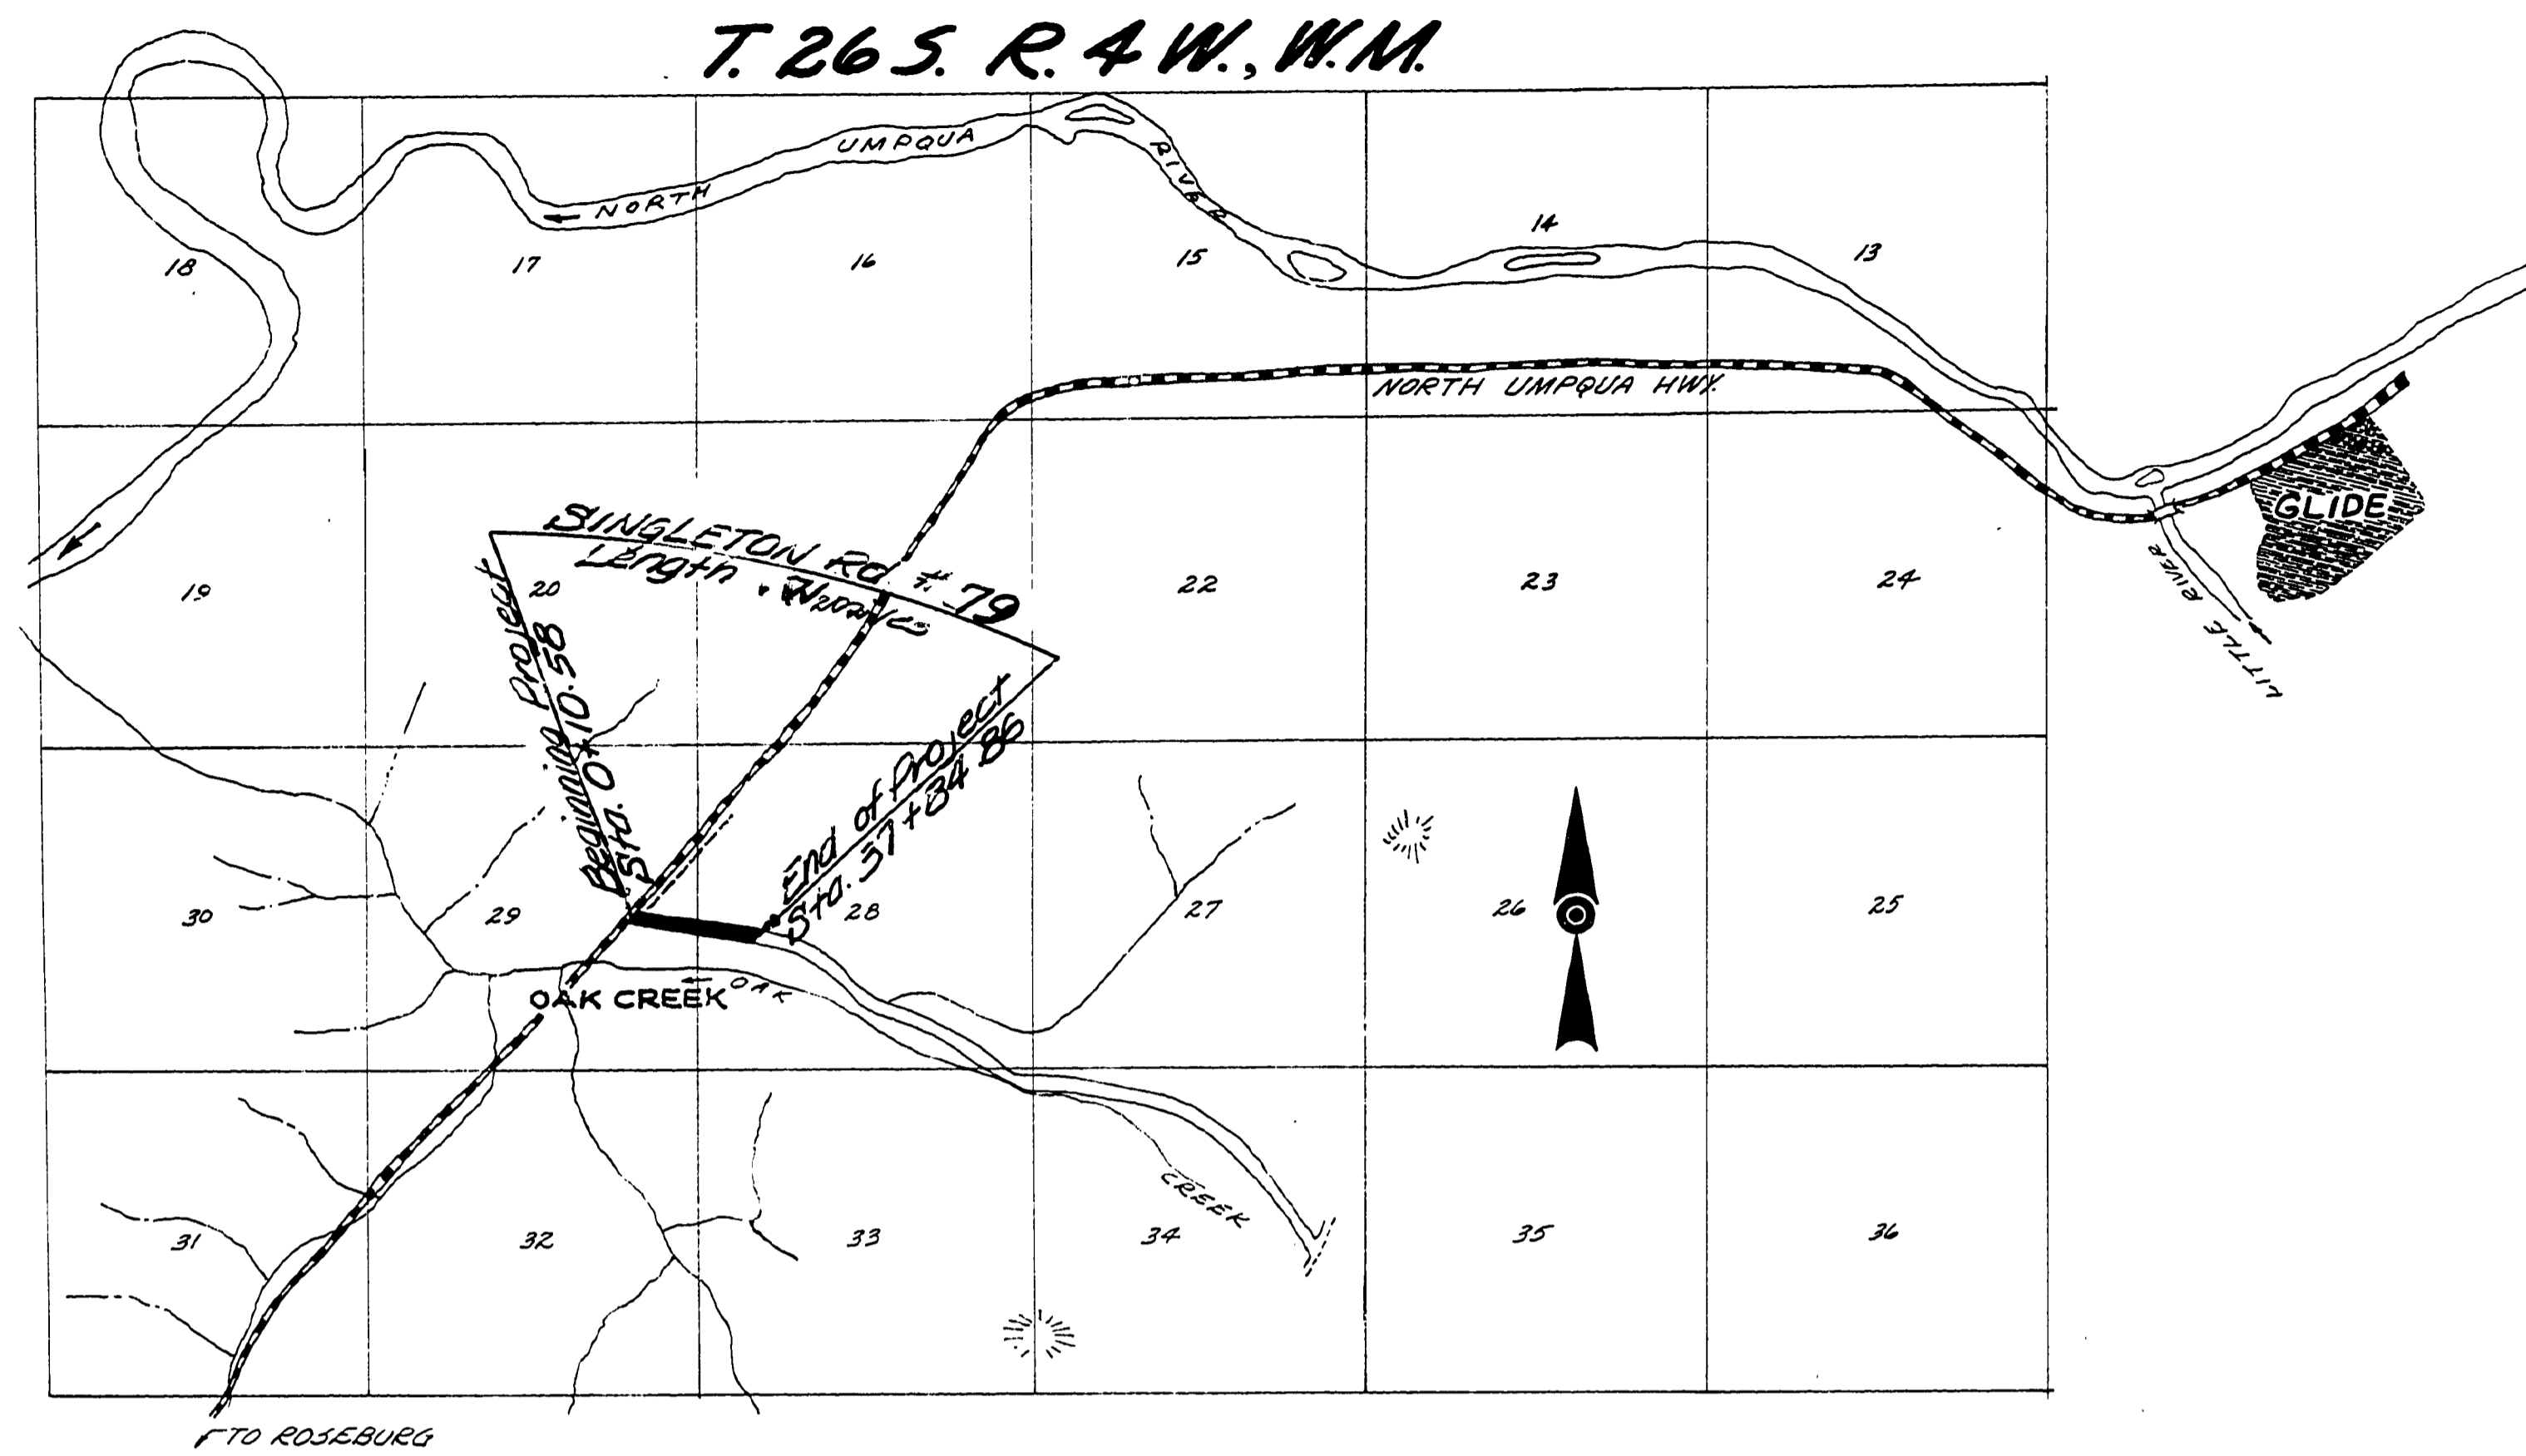 T. 26 S. R. 4 W., W.M.
NORTH UMPQUA RIVER
18
17
16
15
14
13
NORTH UMPQUA HWY.
GLIDE
LITTLE RIVER
SINGLETON Rd # 79
Length
19
20
22
23
24
Beginning Project
Sta. 0+10.58
End of Project
Sta. 37+84.86
30
29
28
27
26
25
OAK CREEK
OAK CREEK
31
32
33
34
35
36
TO ROSEBURG